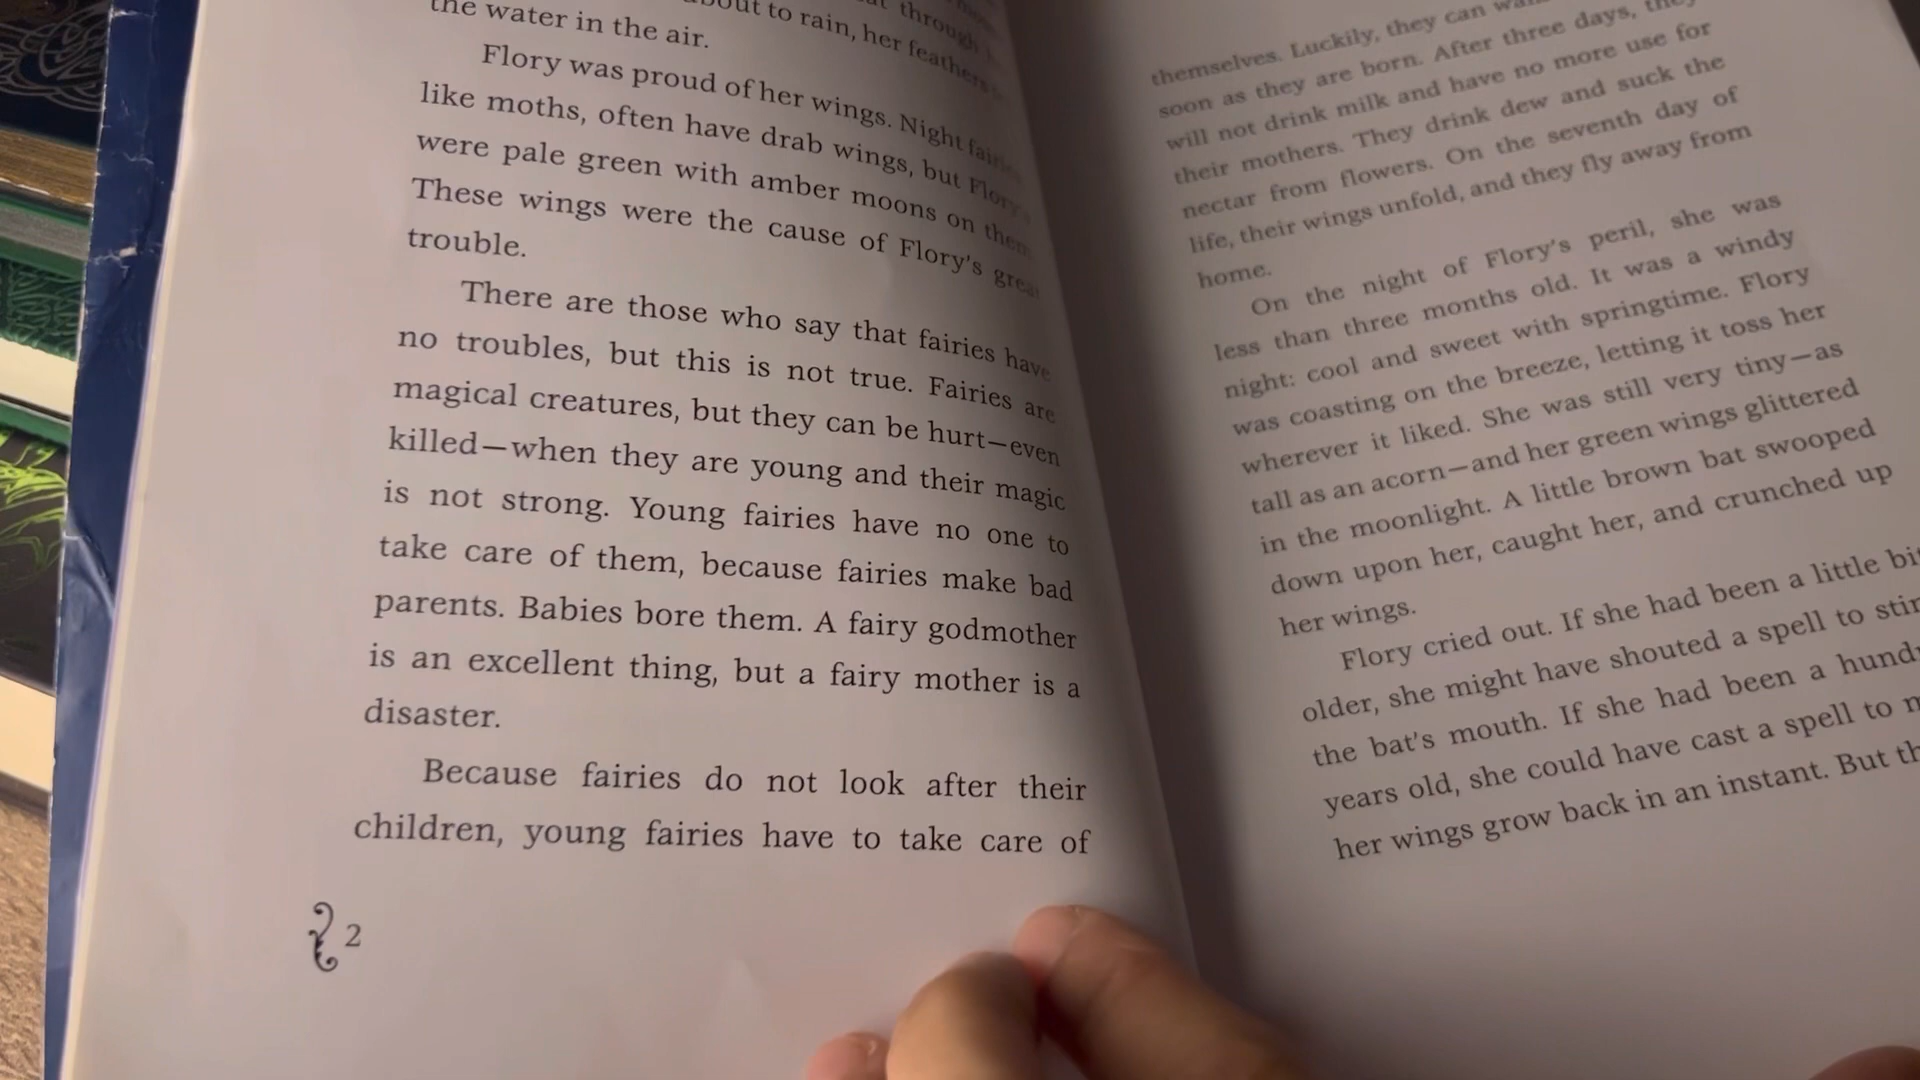 through
about to rain, her feathers
the water in the air.
Flory was proud of her wings. Night
like moths, often have drab wings, but Flory's
were pale green with amber moons on them
These wings were the cause of Flory's great
trouble.
There are those who say that fairies have
no troubles, but this is not true. Fairies are
magical creatures, but they can be hurt—even
killed—when they are young and their magic
is not strong. Young fairies have no one to
take care of them, because fairies make bad
parents. Babies bore them. A fairy godmother
is an excellent thing, but a fairy mother is a
disaster.
Because fairies do not look after their
children, young fairies have to take care of
2
themselves. Luckily, they can
soon as they are born. After three days, they
will not drink milk and have no more use for
their mothers. They drink dew and suck the
nectar from flowers. On the seventh day of
life, their wings unfold, and they fly away from
home.
On the night of Flory's peril, she was
less than three months old. It was a windy
night: cool and sweet with springtime. Flory
was coasting on the breeze, letting it toss her
wherever it liked. She was still very tiny—as
tall as an acorn—and her green wings glittered
in the moonlight. A little brown bat swooped
down upon her, caught her, and crunched up
her wings.
Flory cried out. If she had been a little bit
older, she might have shouted a spell to
the bat's mouth. If she had been a
years old, she could have cast a spell to
her wings grow back in an instant. But